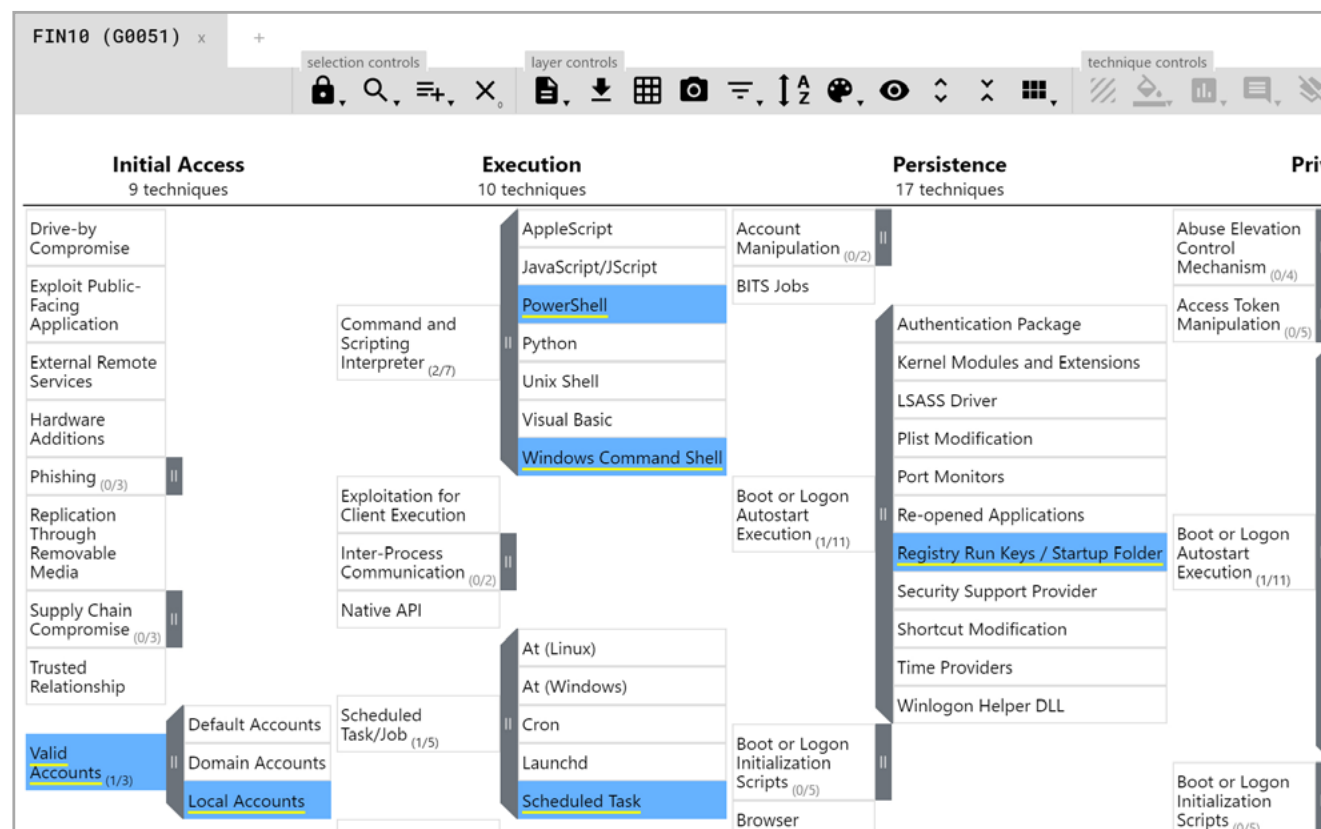 FIN10 (G0051) x +
selection controls
layer controls
technique controls
Initial Access
9 techniques
Drive-by
Compromise
Exploit Public-
Facing
Application
External Remote
Services
Hardware
Additions
Phishing (0/3)
Replication
Through
Removable
Media
Supply Chain
Compromise (0/3)
Trusted
Relationship
Valid
Accounts (1/3)
Default Accounts
Domain Accounts
Local Accounts
Execution
10 techniques
Command and
Scripting
Interpreter (2/7)
AppleScript
JavaScript/JScript
PowerShell
Python
Unix Shell
Visual Basic
Windows Command Shell
Exploitation for
Client Execution
Inter-Process
Communication (0/2)
Native API
Scheduled
Task/Job (1/5)
At (Linux)
At (Windows)
Cron
Launchd
Scheduled Task
Persistence
17 techniques
Account
Manipulation (0/2)
BITS Jobs
Boot or Logon
Autostart
Execution (1/11)
Authentication Package
Kernel Modules and Extensions
LSASS Driver
Plist Modification
Port Monitors
Re-opened Applications
Registry Run Keys / Startup Folder
Security Support Provider
Shortcut Modification
Time Providers
Winlogon Helper DLL
Boot or Logon
Initialization
Scripts (0/5)
Browser
Pri
Abuse Elevation
Control
Mechanism (0/4)
Access Token
Manipulation (0/5)
Boot or Logon
Autostart
Execution (1/11)
Boot or Logon
Initialization
Scripts (0/5)